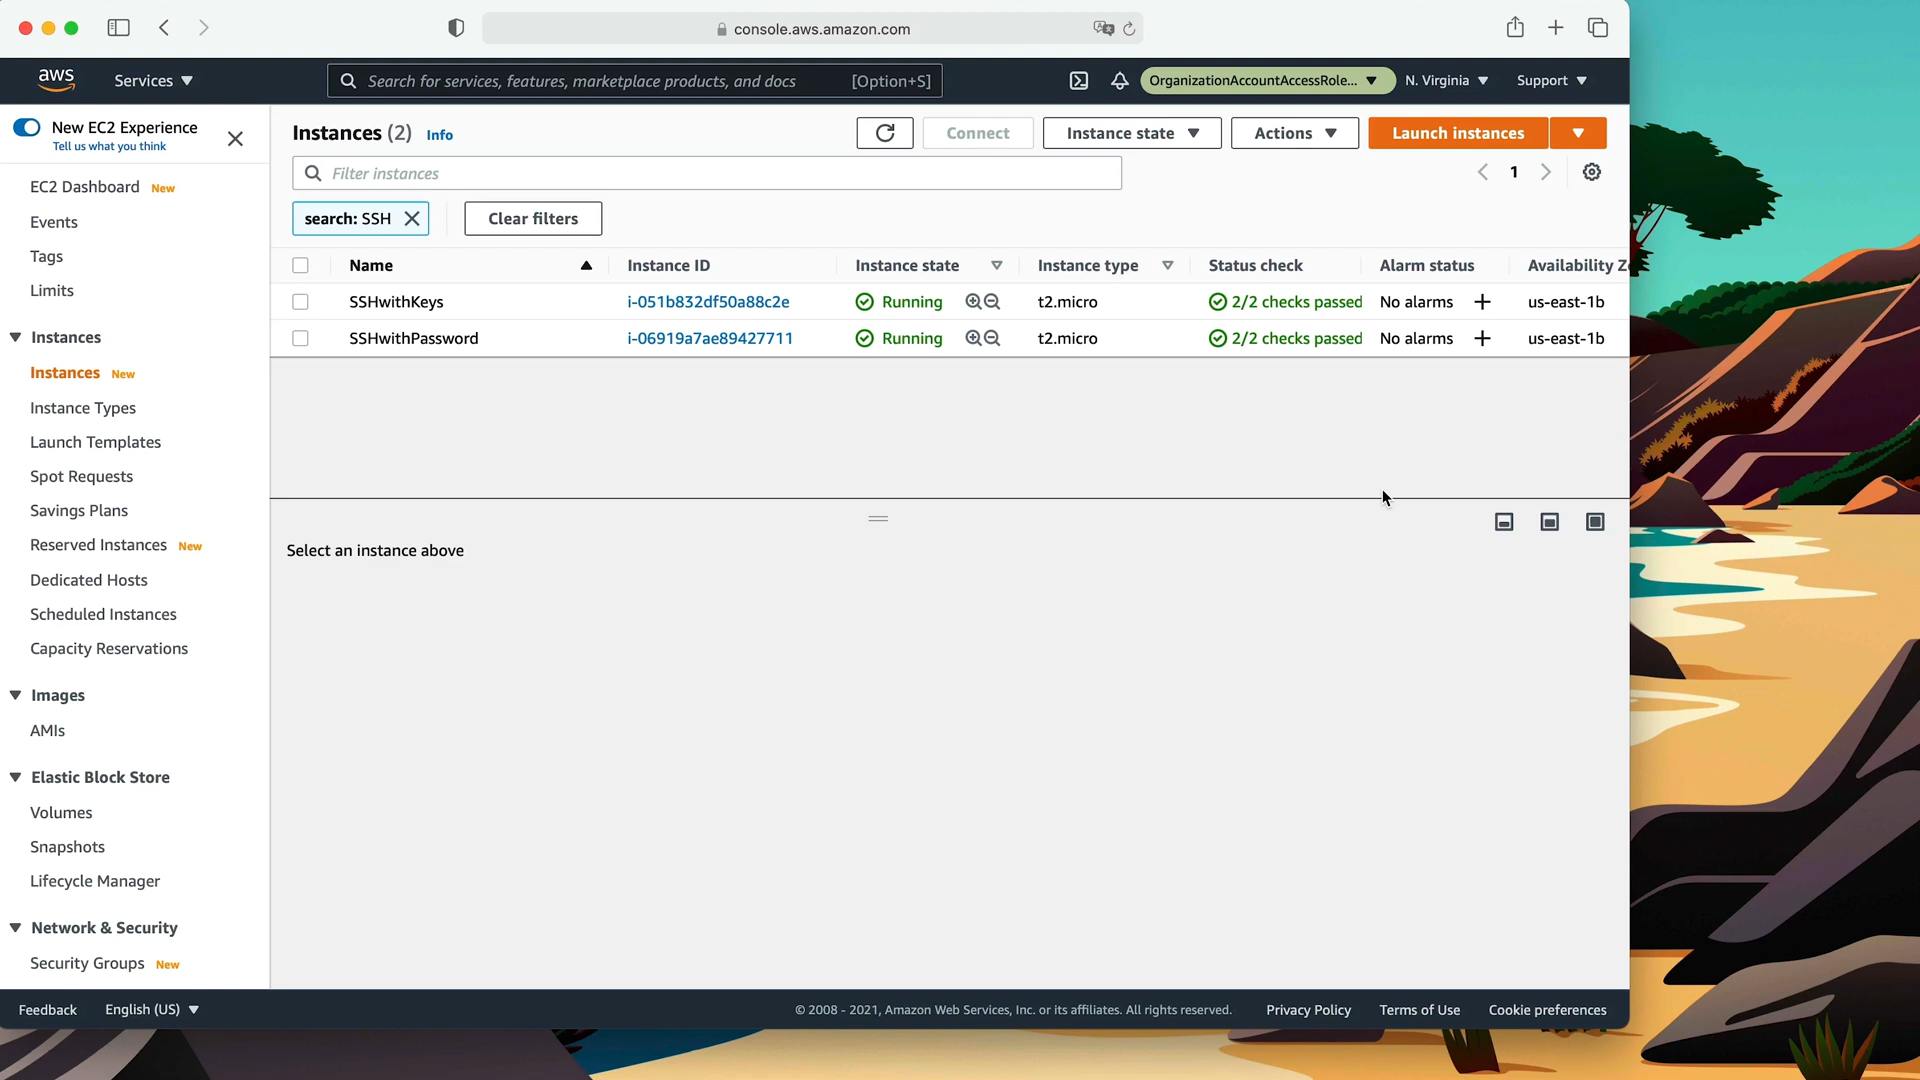 console.aws.amazon.com
aws
Services
Search for services, features, marketplace products, and docs [Option+S]
OrganizationAccountAccessRole...
N. Virginia
Support
New EC2 Experience
Tell us what you think
EC2 Dashboard New
Events
Tags
Limits
Instances
Instances New
Instance Types
Launch Templates
Spot Requests
Savings Plans
Reserved Instances New
Dedicated Hosts
Scheduled Instances
Capacity Reservations
Images
AMIs
Elastic Block Store
Volumes
Snapshots
Lifecycle Manager
Network & Security
Security Groups New
Instances (2) Info
Connect
Instance state
Actions
Launch instances
Filter instances
1
search: SSH
Clear filters
Name Instance ID Instance state Instance type Status check Alarm status Availability Z
SSHwithKeys i-051b832df50a88c2e Running t2.micro 2/2 checks passed No alarms us-east-1b
SSHwithPassword i-06919a7ae89427711 Running t2.micro 2/2 checks passed No alarms us-east-1b
Select an instance above
Feedback
English (US)
© 2008 - 2021, Amazon Web Services, Inc. or its affiliates. All rights reserved.
Privacy Policy
Terms of Use
Cookie preferences